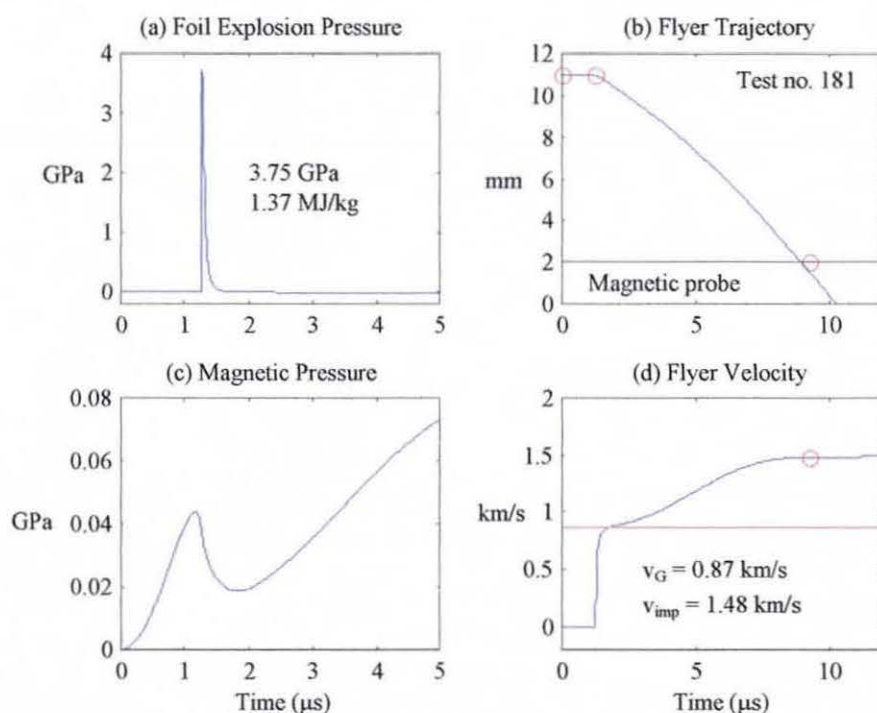 (a) Foil Explosion Pressure
4
3
GPa
2
1
0
3.75 GPa
1.37 MJ/kg
0 1 2 3 4 5
(b) Flyer Trajectory
12
10
8
mm
6
4
2
0
Test no. 181
Magnetic probe
0 5 10
(c) Magnetic Pressure
0.08
0.06
GPa
0.04
0.02
0
0 1 2 3 4 5
Time (μs)
(d) Flyer Velocity
2
1.5
km/s
1
0.5
0
v_G = 0.87 km/s
v_imp = 1.48 km/s
0 5 10
Time (μs)